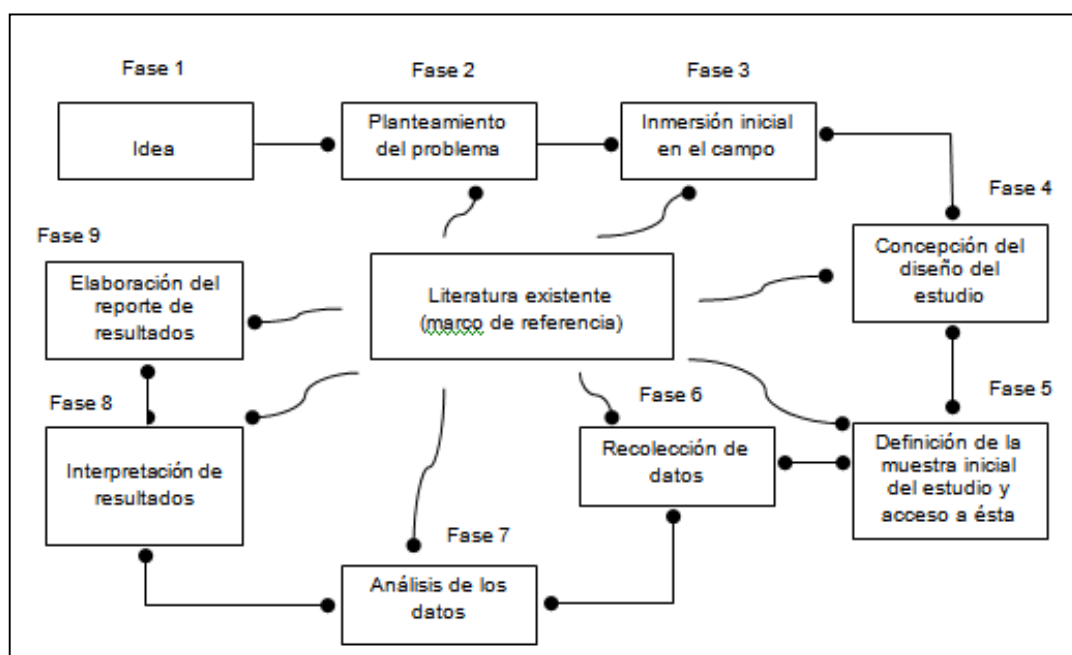 Fase 1
Idea
Fase 2
Planteamiento
del problema
Fase 3
Inmersión inicial
en el campo
Fase 4
Concepción del
diseño del
estudio
Literatura existente
(marco de referencia)
Fase 5
Definición de la
muestra inicial
del estudio y
acceso a ésta
Fase 6
Recolección de
datos
Fase 7
Análisis de los
datos
Fase 8
Interpretación de
resultados
Fase 9
Elaboración del
reporte de
resultados